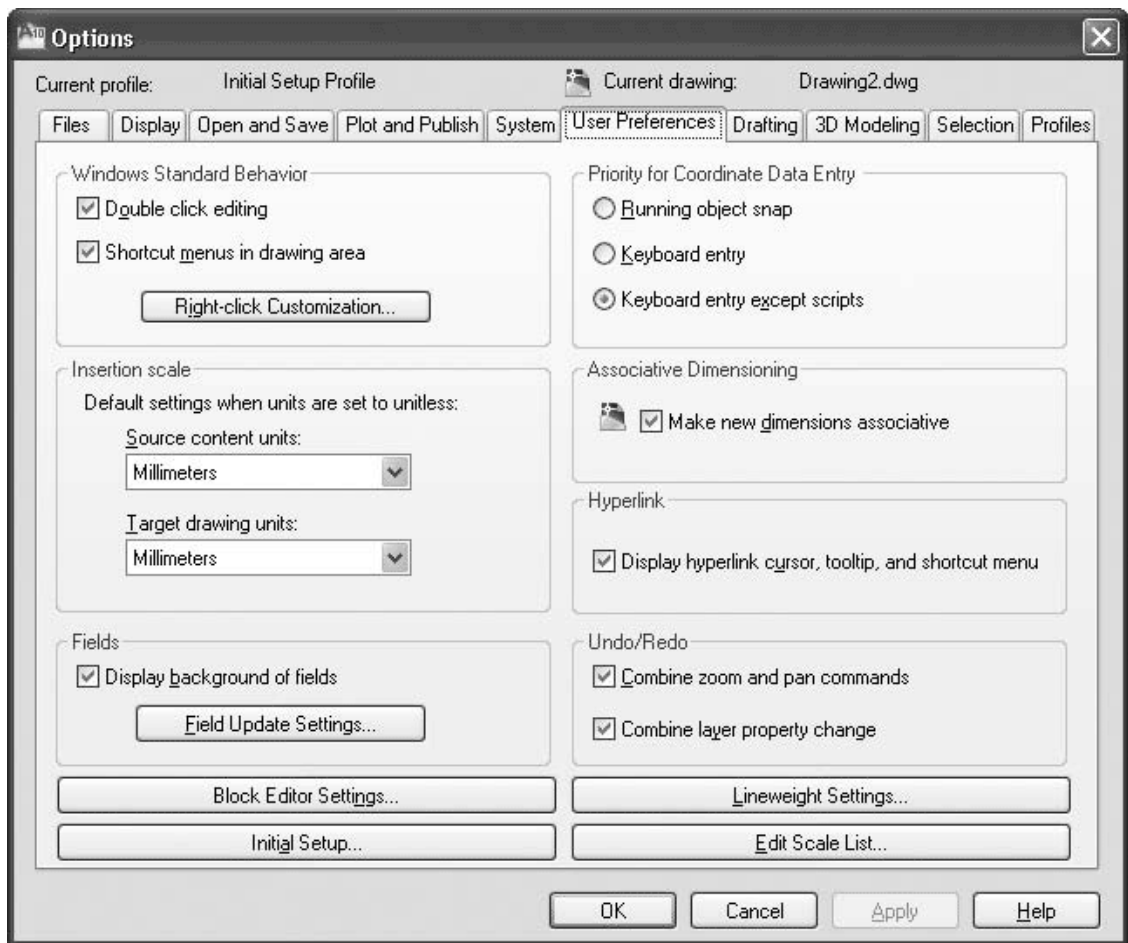 Options
Current profile: Initial Setup Profile Current drawing: Drawing2.dwg
Files Display Open and Save Plot and Publish System User Preferences Drafting 3D Modeling Selection Profiles
Windows Standard Behavior
Double click editing
Shortcut menus in drawing area
Right-click Customization...
Insertion scale
Default settings when units are set to unitless:
Source content units:
Millimeters
Target drawing units:
Millimeters
Fields
Display background of fields
Field Update Settings...
Block Editor Settings...
Initial Setup...
Priority for Coordinate Data Entry
Running object snap
Keyboard entry
Keyboard entry except scripts
Associative Dimensioning
Make new dimensions associative
Hyperlink
Display hyperlink cursor, tooltip, and shortcut menu
Undo/Redo
Combine zoom and pan commands
Combine layer property change
Lineweight Settings...
Edit Scale List...
OK Cancel Apply Help